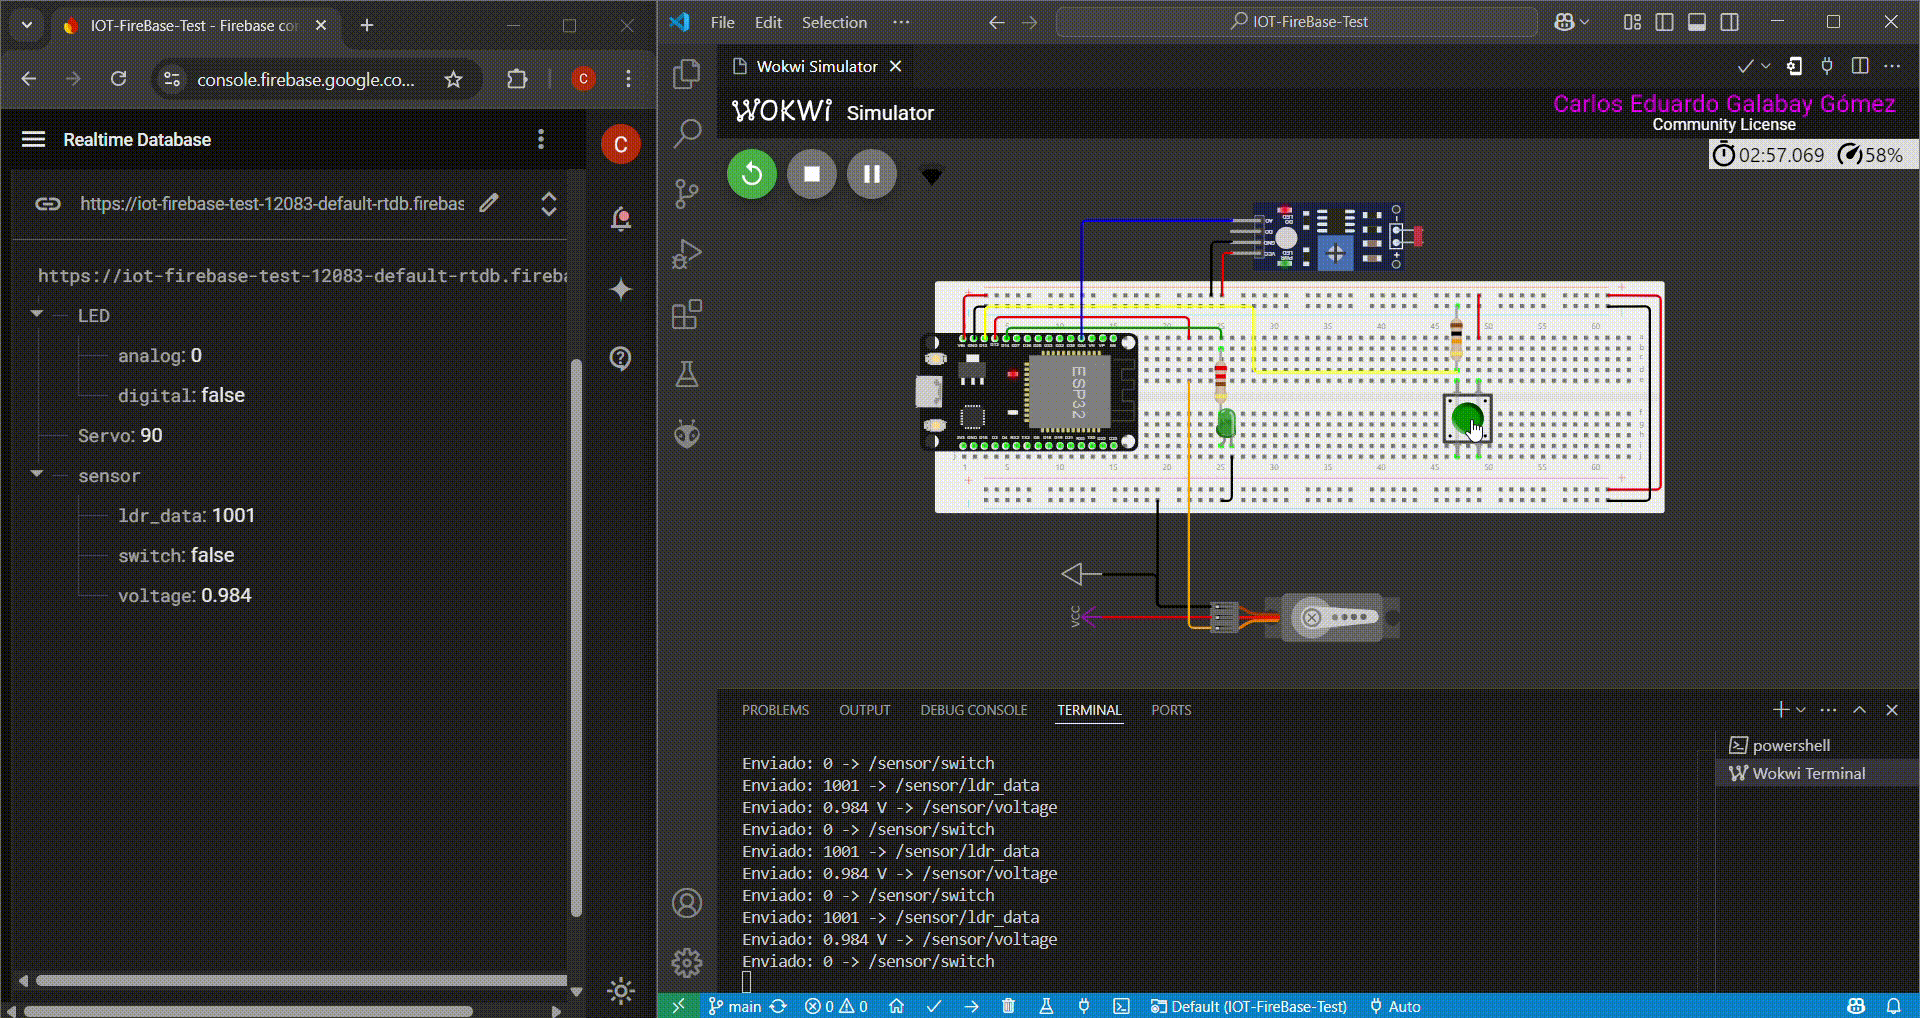 IOT-FireBase-Test - Firebase con
console.firebase.google.co...
C
Realtime Database
C
https://iot-firebase-test-12083-default-rtdb.firebas
https://iot-firebase-test-12083-default-rtdb.fireba
LED
analog: 0
digital: false
Servo: 90
sensor
ldr_data: 1001
switch: false
voltage: 0.984
File Edit Selection ...
IOT-FireBase-Test
Wokwi Simulator
WOKWi Simulator
Carlos Eduardo Galabay Gómez
Community License
02:57.069 58%
ESP32
VCC
PROBLEMS OUTPUT DEBUG CONSOLE TERMINAL PORTS
powershell
Wokwi Terminal
Enviado: 0 -> /sensor/switch
Enviado: 1001 -> /sensor/ldr_data
Enviado: 0.984 V -> /sensor/voltage
Enviado: 0 -> /sensor/switch
Enviado: 1001 -> /sensor/ldr_data
Enviado: 0.984 V -> /sensor/voltage
Enviado: 0 -> /sensor/switch
Enviado: 1001 -> /sensor/ldr_data
Enviado: 0.984 V -> /sensor/voltage
Enviado: 0 -> /sensor/switch
main 0 0 Default (IOT-FireBase-Test) Auto